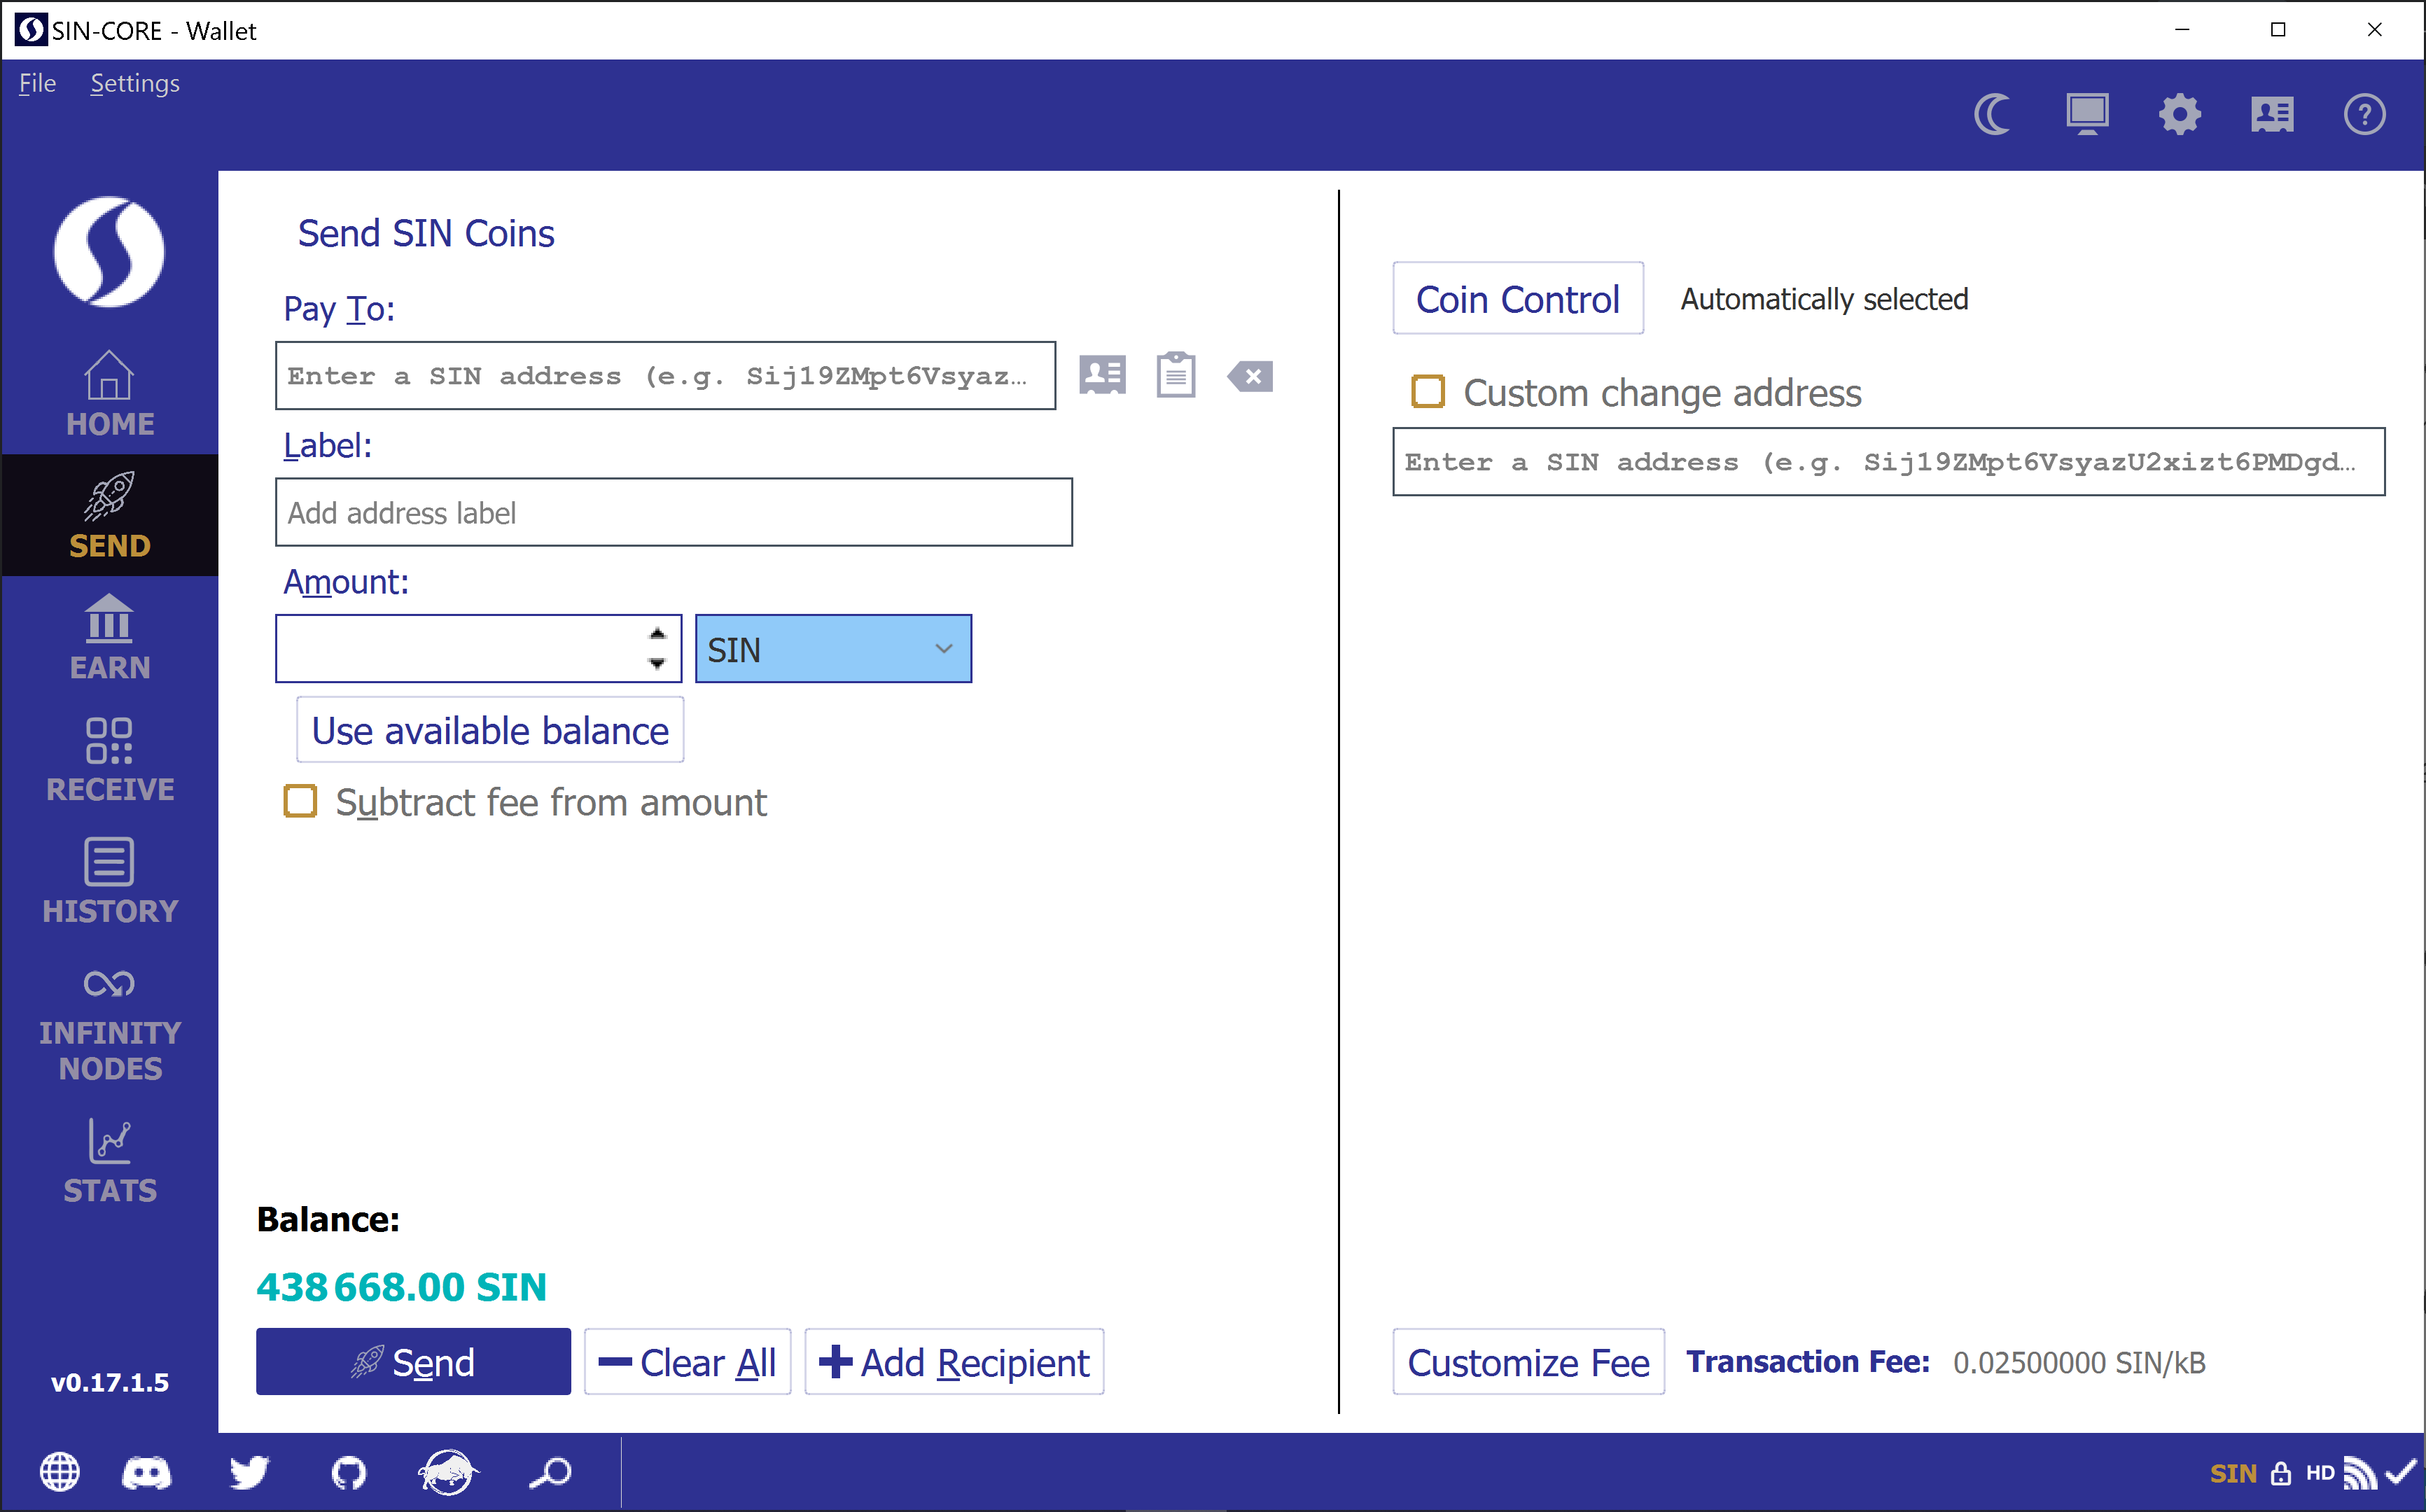 SIN-CORE - Wallet
File Settings
HOME
SEND
EARN
RECEIVE
HISTORY
INFINITY
NODES
STATS
v0.17.1.5
Send SIN Coins
Pay To:
Enter a SIN address (e.g. Sij19ZMpt6Vsyaz…
Label:
Add address label
Amount:
SIN
Use available balance
Subtract fee from amount
Balance:
438 668.00 SIN
Send Clear All Add Recipient
Coin Control Automatically selected
Custom change address
Enter a SIN address (e.g. Sij19ZMpt6VsyazU2xizt6PMDgd…
Customize Fee Transaction Fee: 0.02500000 SIN/kB
SIN HD